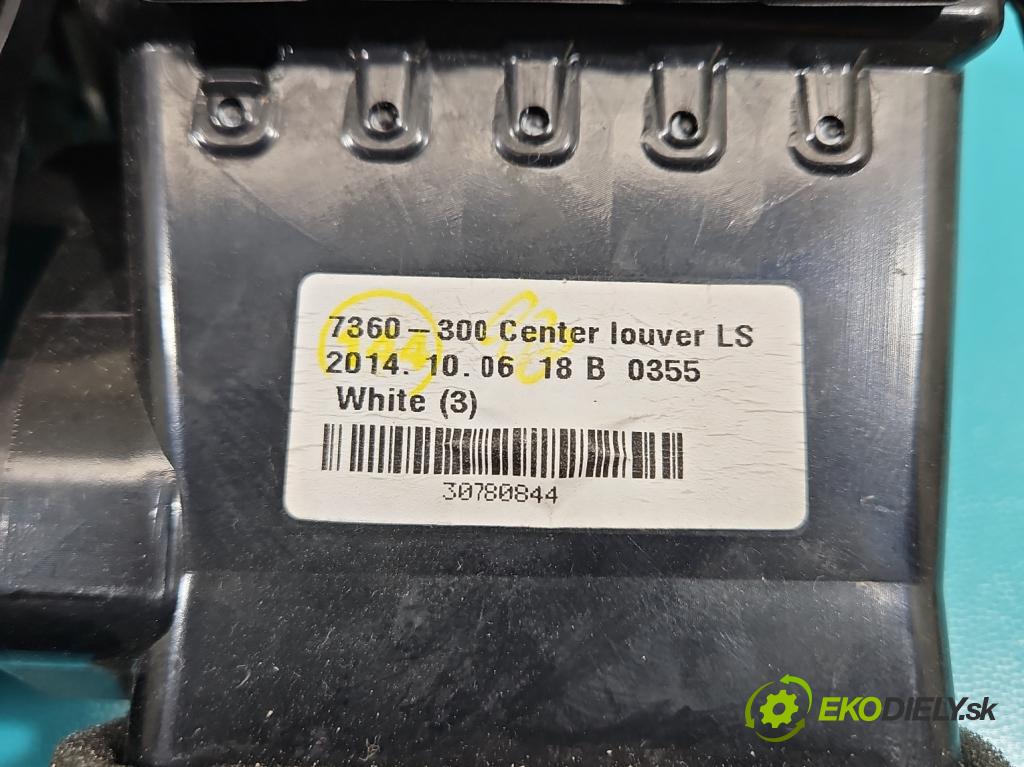 7360-300 Center louver LS
2014. 10. 06 18 B 0355
White (3)
30780844
EKODIELY.sk